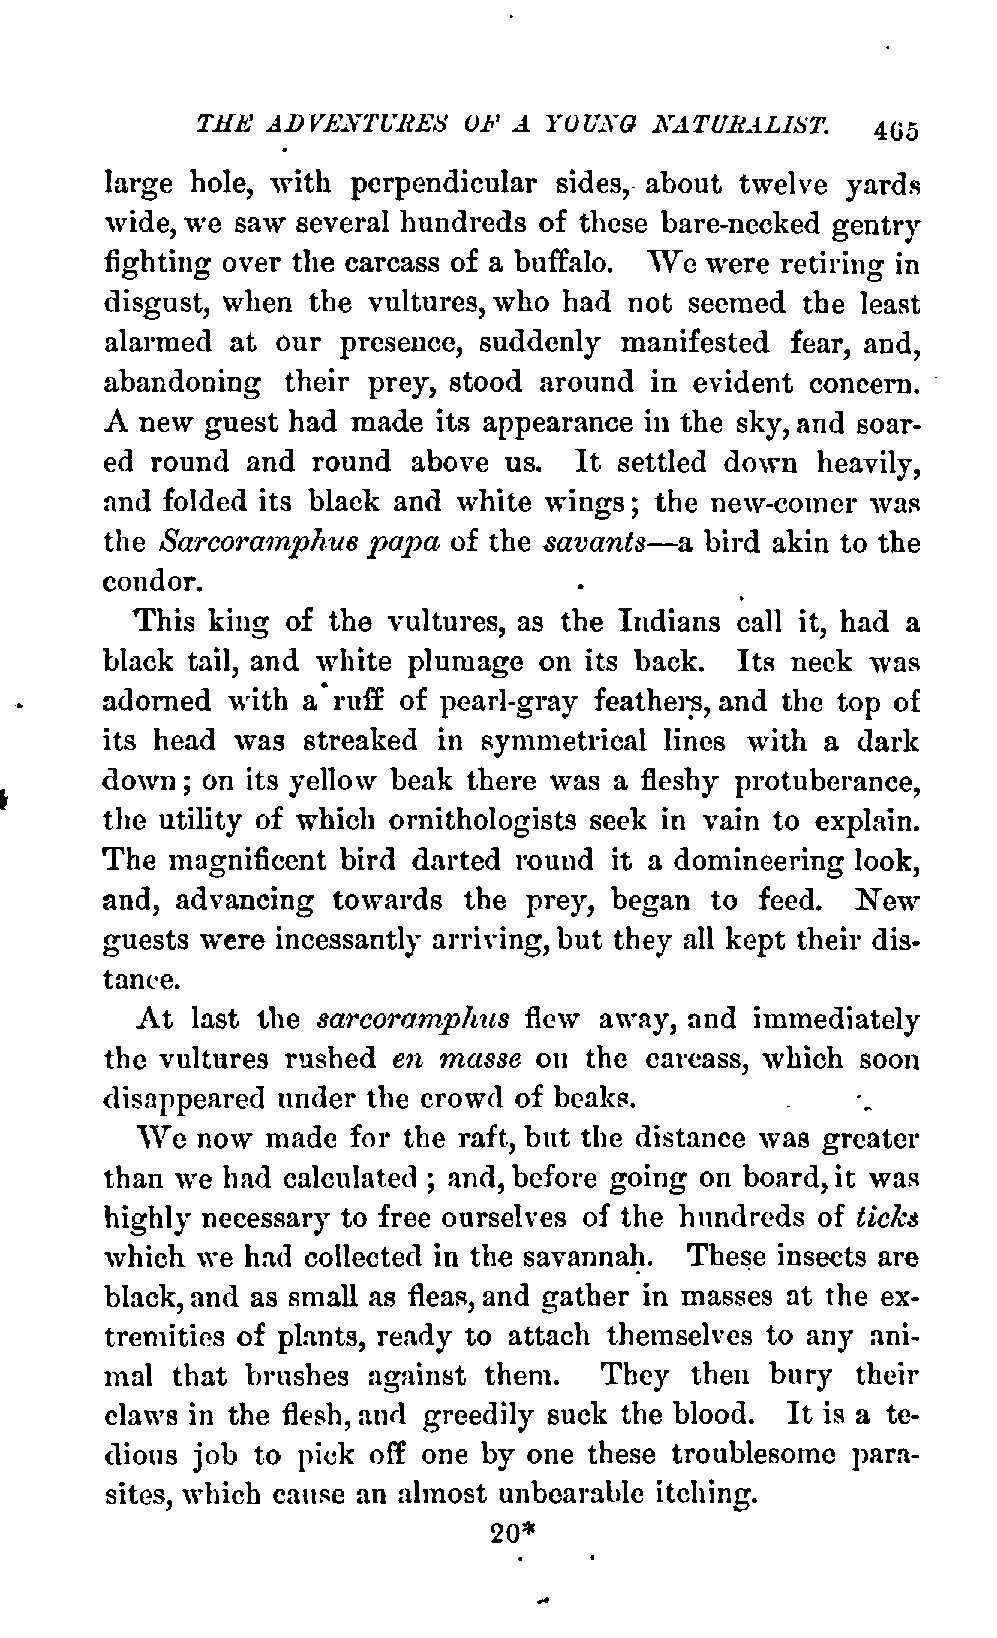 THE ADVENTURES OF A YOUNG NATURALIST. 465
large hole, with perpendicular sides, about twelve yards
wide, we saw several hundreds of these bare-necked gentry
fighting over the carcass of a buffalo. We were retiring in
disgust, when the vultures, who had not seemed the least
alarmed at our presence, suddenly manifested fear, and,
abandoning their prey, stood around in evident concern.
A new guest had made its appearance in the sky, and soar-
ed round and round above us. It settled down heavily,
and folded its black and white wings; the new-comer was
the Sarcoramphus papa of the savants—a bird akin to the
condor.
This king of the vultures, as the Indians call it, had a
black tail, and white plumage on its back. Its neck was
adorned with a ruff of pearl-gray feathers, and the top of
its head was streaked in symmetrical lines with a dark
down; on its yellow beak there was a fleshy protuberance,
the utility of which ornithologists seek in vain to explain.
The magnificent bird darted round it a domineering look,
and, advancing towards the prey, began to feed. New
guests were incessantly arriving, but they all kept their dis-
tance.
At last the sarcoramphus flew away, and immediately
the vultures rushed en masse on the carcass, which soon
disappeared under the crowd of beaks.
We now made for the raft, but the distance was greater
than we had calculated; and, before going on board, it was
highly necessary to free ourselves of the hundreds of ticks
which we had collected in the savannah. These insects are
black, and as small as fleas, and gather in masses at the ex-
tremities of plants, ready to attach themselves to any ani-
mal that brushes against them. They then bury their
claws in the flesh, and greedily suck the blood. It is a te-
dious job to pick off one by one these troublesome para-
sites, which cause an almost unbearable itching.
20*